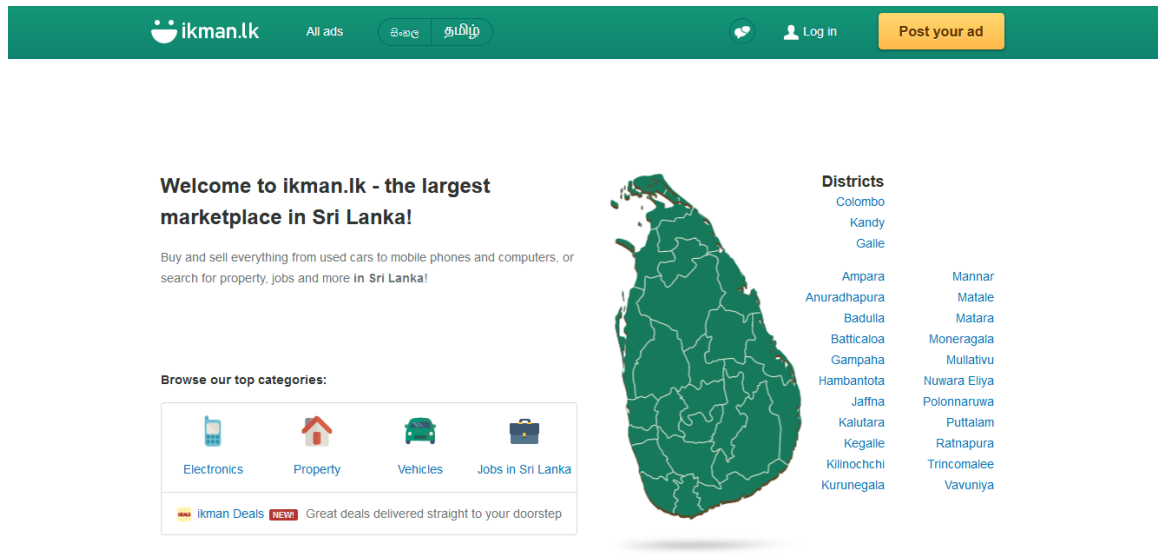 ikman.lk
All ads
සිංහල
தமிழ்
Log in
Post your ad
Welcome to ikman.lk - the largest
marketplace in Sri Lanka!
Buy and sell everything from used cars to mobile phones and computers, or
search for property, jobs and more in Sri Lanka!
Browse our top categories:
Electronics
Property
Vehicles
Jobs in Sri Lanka
DEALS
ikman Deals NEW! Great deals delivered straight to your doorstep
Districts
Colombo
Kandy
Galle
Ampara
Anuradhapura
Badulla
Batticaloa
Gampaha
Hambantota
Jaffna
Kalutara
Kegalle
Kilinochchi
Kurunegala
Mannar
Matale
Matara
Moneragala
Mullativu
Nuwara Eliya
Polonnaruwa
Puttalam
Ratnapura
Trincomalee
Vavuniya